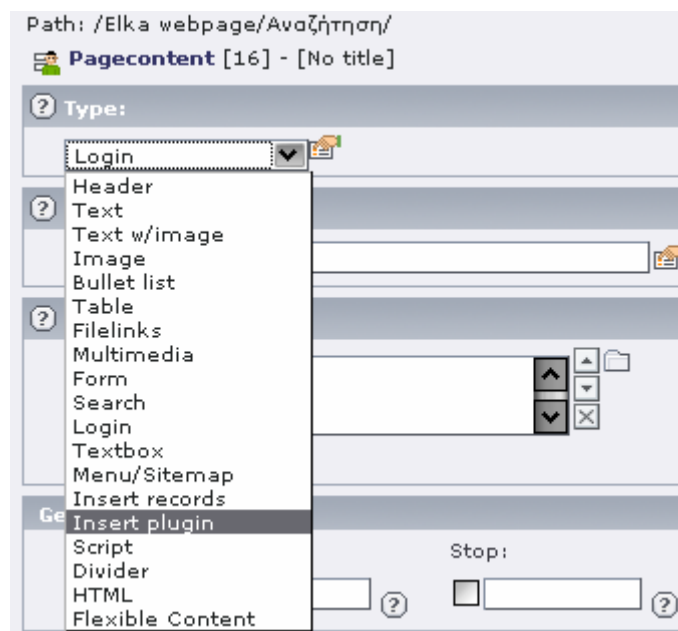 Path: /Elka webpage/Αναζήτηση/
Pagecontent [16] - [No title]
Type:
Login
Header
Text
Text w/image
Image
Bullet list
Table
Filelinks
Multimedia
Form
Search
Login
Textbox
Menu/Sitemap
Insert records
Ge
Insert plugin
Script
Stop:
Divider
HTML
Flexible Content